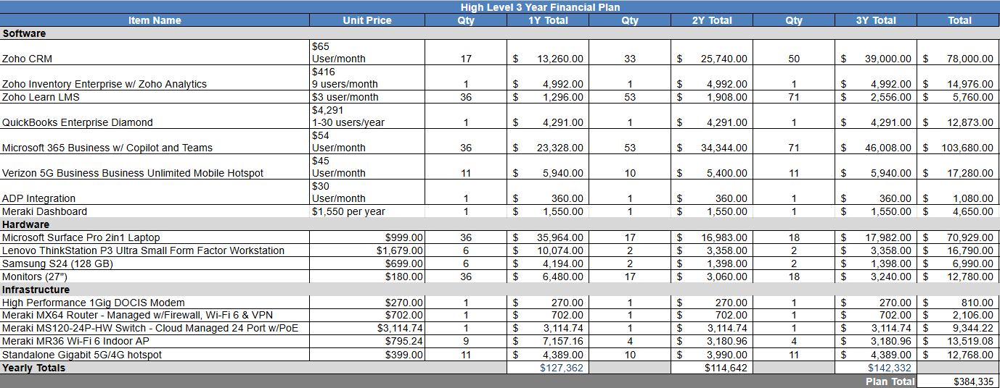 High Level 3 Year Financial Plan
Item Name Unit Price Qty 1Y Total Qty 2Y Total Qty 3Y Total Total
Software
Zoho CRM $65 User/month 17 $ 13,260.00 33 $ 25,740.00 50 $ 39,000.00 $ 78,000.00
Zoho Inventory Enterprise w/ Zoho Analytics $416 9 users/month 1 $ 4,992.00 1 $ 4,992.00 1 $ 4,992.00 $ 14,976.00
Zoho Learn LMS $3 user/month 36 $ 1,296.00 53 $ 1,908.00 71 $ 2,556.00 $ 5,760.00
QuickBooks Enterprise Diamond $4,291 1-30 users/year 1 $ 4,291.00 1 $ 4,291.00 1 $ 4,291.00 $ 12,873.00
Microsoft 365 Business w/ Copilot and Teams $54 User/month 36 $ 23,328.00 53 $ 34,344.00 71 $ 46,008.00 $ 103,680.00
Verizon 5G Business Business Unlimited Mobile Hotspot $45 User/month 11 $ 5,940.00 10 $ 5,400.00 11 $ 5,940.00 $ 17,280.00
ADP Integration $30 User/month 1 $ 360.00 1 $ 360.00 1 $ 360.00 $ 1,080.00
Meraki Dashboard $1,550 per year 1 $ 1,550.00 1 $ 1,550.00 1 $ 1,550.00 $ 4,650.00
Hardware
Microsoft Surface Pro 2in1 Laptop $999.00 36 $ 35,964.00 17 $ 16,983.00 18 $ 17,982.00 $ 70,929.00
Lenovo ThinkStation P3 Ultra Small Form Factor Workstation $1,679.00 6 $ 10,074.00 2 $ 3,358.00 2 $ 3,358.00 $ 16,790.00
Samsung S24 (128 GB) $699.00 6 $ 4,194.00 2 $ 1,398.00 2 $ 1,398.00 $ 6,990.00
Monitors (27") $180.00 36 $ 6,480.00 17 $ 3,060.00 18 $ 3,240.00 $ 12,780.00
Infrastructure
High Performance 1Gig DOCIS Modem $270.00 1 $ 270.00 1 $ 270.00 1 $ 270.00 $ 810.00
Meraki MX64 Router - Managed w/Firewall, Wi-Fi 6 & VPN $702.00 1 $ 702.00 1 $ 702.00 1 $ 702.00 $ 2,106.00
Meraki MS120-24P-HW Switch - Cloud Managed 24 Port w/PoE $3,114.74 1 $ 3,114.74 1 $ 3,114.74 1 $ 3,114.74 $ 9,344.22
Meraki MR36 Wi-Fi 6 Indoor AP $795.24 9 $ 7,157.16 4 $ 3,180.96 4 $ 3,180.96 $ 13,519.08
Standalone Gigabit 5G/4G hotspot $399.00 11 $ 4,389.00 10 $ 3,990.00 11 $ 4,389.00 $ 12,768.00
Yearly Totals $127,362 $114,642 $142,332
Plan Total $384,335